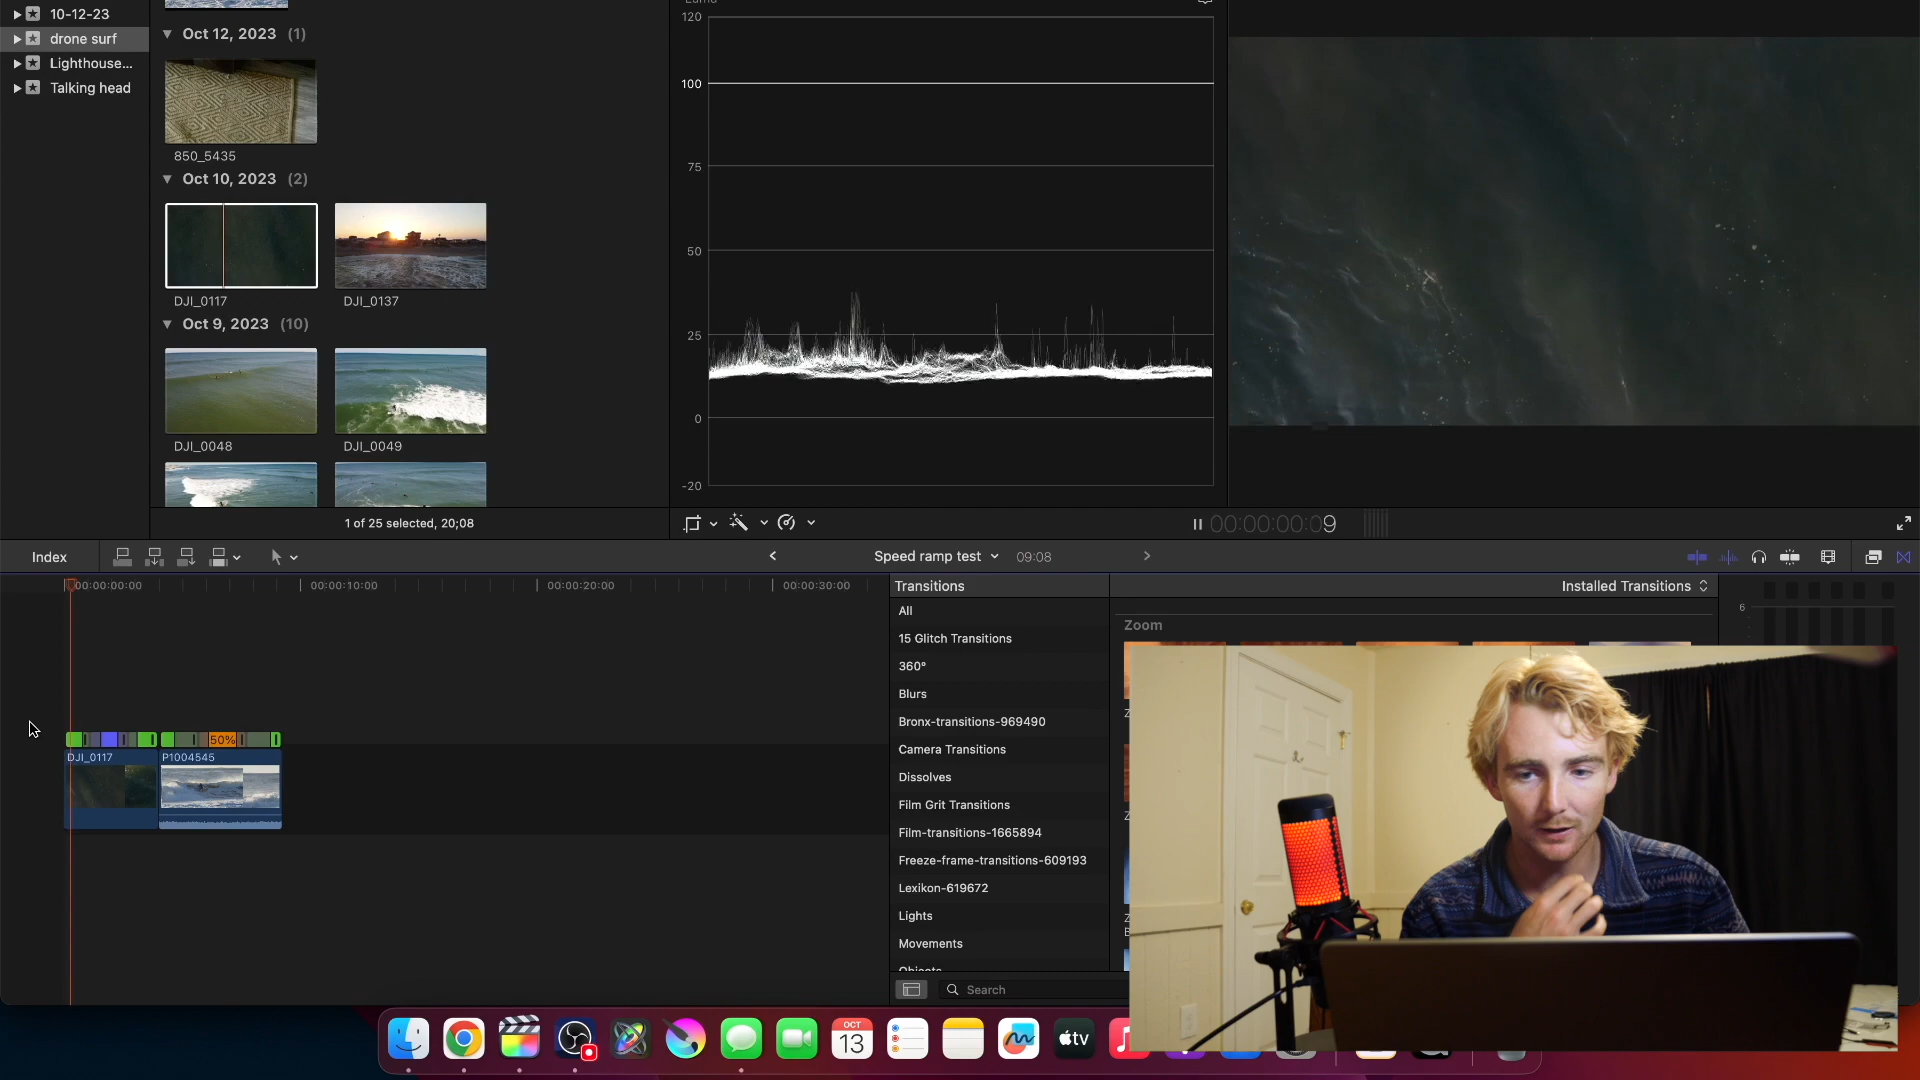 10-12-23
drone surf
Lighthouse...
Talking head
Oct 12, 2023 (1)
850_5435
Oct 10, 2023 (2)
DJI_0117
DJI_0137
Oct 9, 2023 (10)
DJI_0048
DJI_0049
1 of 25 selected, 20;08
120
100
75
50
25
0
-20
00:00:00:09
Index
Speed ramp test
09:08
00:00:00:00
00:00:10:00
00:00:20:00
00:00:30:00
50%
DJI_0117
P1004545
Transitions
Installed Transitions
All
15 Glitch Transitions
360°
Blurs
Bronx-transitions-969490
Camera Transitions
Dissolves
Film Grit Transitions
Film-transitions-1665894
Freeze-frame-transitions-609193
Lexikon-619672
Lights
Movements
Objects
Search
Zoom
6
OCT
13
tv